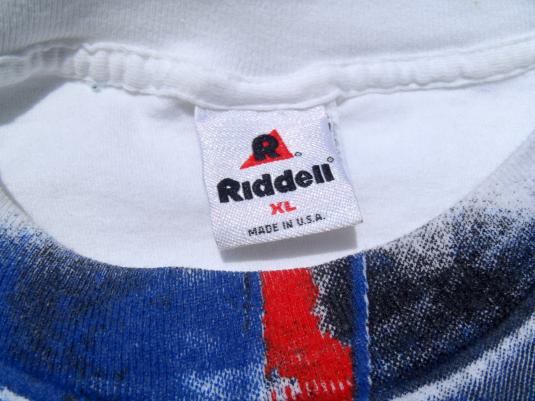 R
Riddell
XL
MADE IN U.S.A.